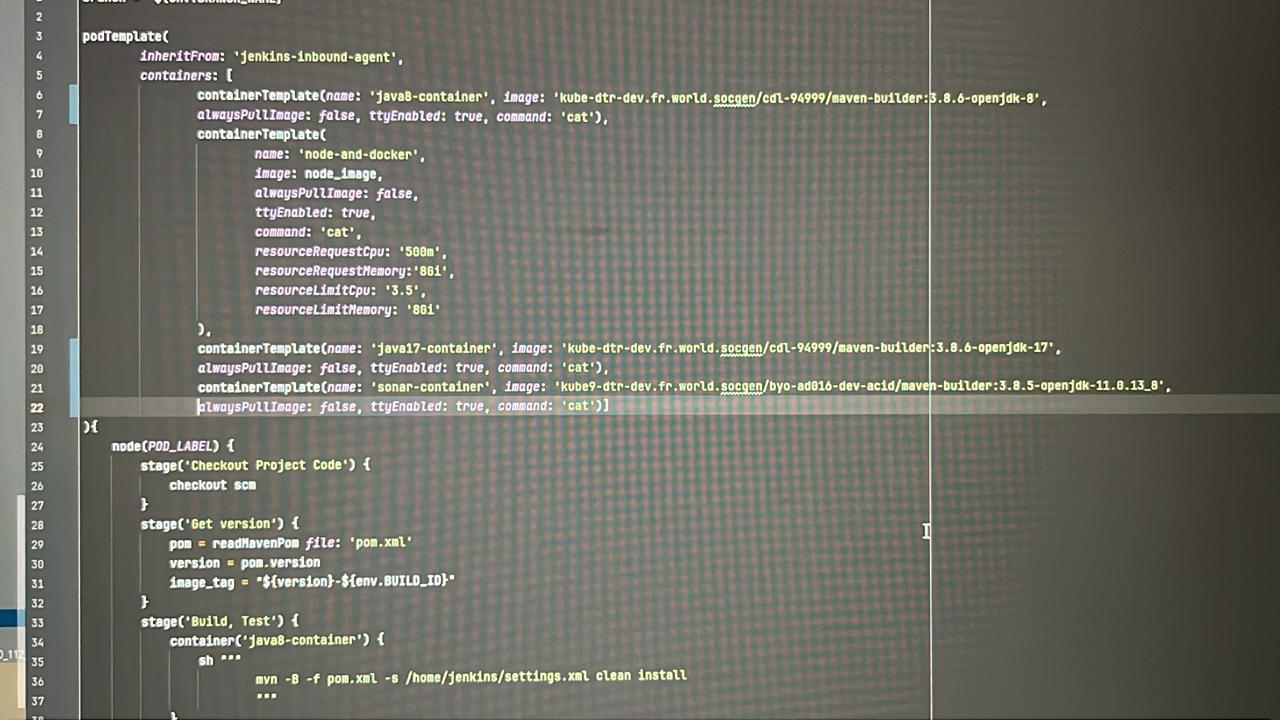 2
3 podTemplate(
4 inheritFrom: 'jenkins-inbound-agent',
5 containers: [
6 containerTemplate(name: 'java8-container', image: 'kube-dtr-dev.fr.world.socgen/cdl-94999/maven-builder:3.8.6-openjdk-8',
7 alwaysPullImage: false, ttyEnabled: true, command: 'cat'),
8 containerTemplate(
9 name: 'node-and-docker',
10 image: node_image,
11 alwaysPullImage: false,
12 ttyEnabled: true,
13 command: 'cat',
14 resourceRequestCpu: '500m',
15 resourceRequestMemory:'8Gi',
16 resourceLimitCpu: '3.5',
17 resourceLimitMemory: '8Gi'
18 ),
19 containerTemplate(name: 'java17-container', image: 'kube-dtr-dev.fr.world.socgen/cdl-94999/maven-builder:3.8.6-openjdk-17',
20 alwaysPullImage: false, ttyEnabled: true, command: 'cat'),
21 containerTemplate(name: 'sonar-container', image: 'kube9-dtr-dev.fr.world.socgen/byo-ad016-dev-acid/maven-builder:3.8.5-openjdk-11.0.13_8',
22 alwaysPullImage: false, ttyEnabled: true, command: 'cat')]
23 ){
24 node(POD_LABEL) {
25 stage('Checkout Project Code') {
26 checkout scm
27 }
28 stage('Get version') {
29 pom = readMavenPom file: 'pom.xml'
30 version = pom.version
31 image_tag = "${version}-${env.BUILD_ID}"
32 }
33 stage('Build, Test') {
34 container('java8-container') {
35 sh """
36 mvn -B -f pom.xml -s /home/jenkins/settings.xml clean install
37 """